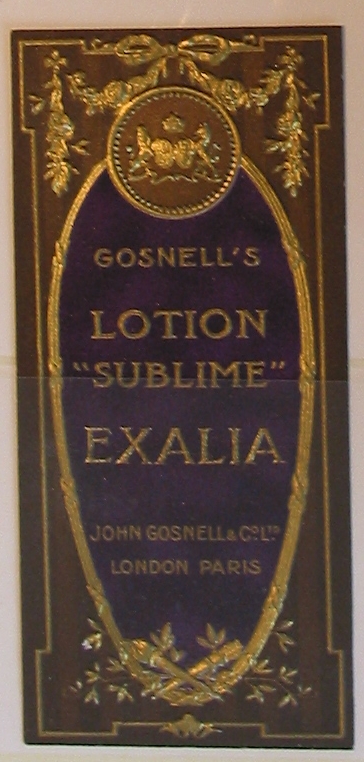 GOSNELL'S
LOTION
"SUBLIME"
EXALIA
JOHN GOSNELL & Co LTD
LONDON PARIS